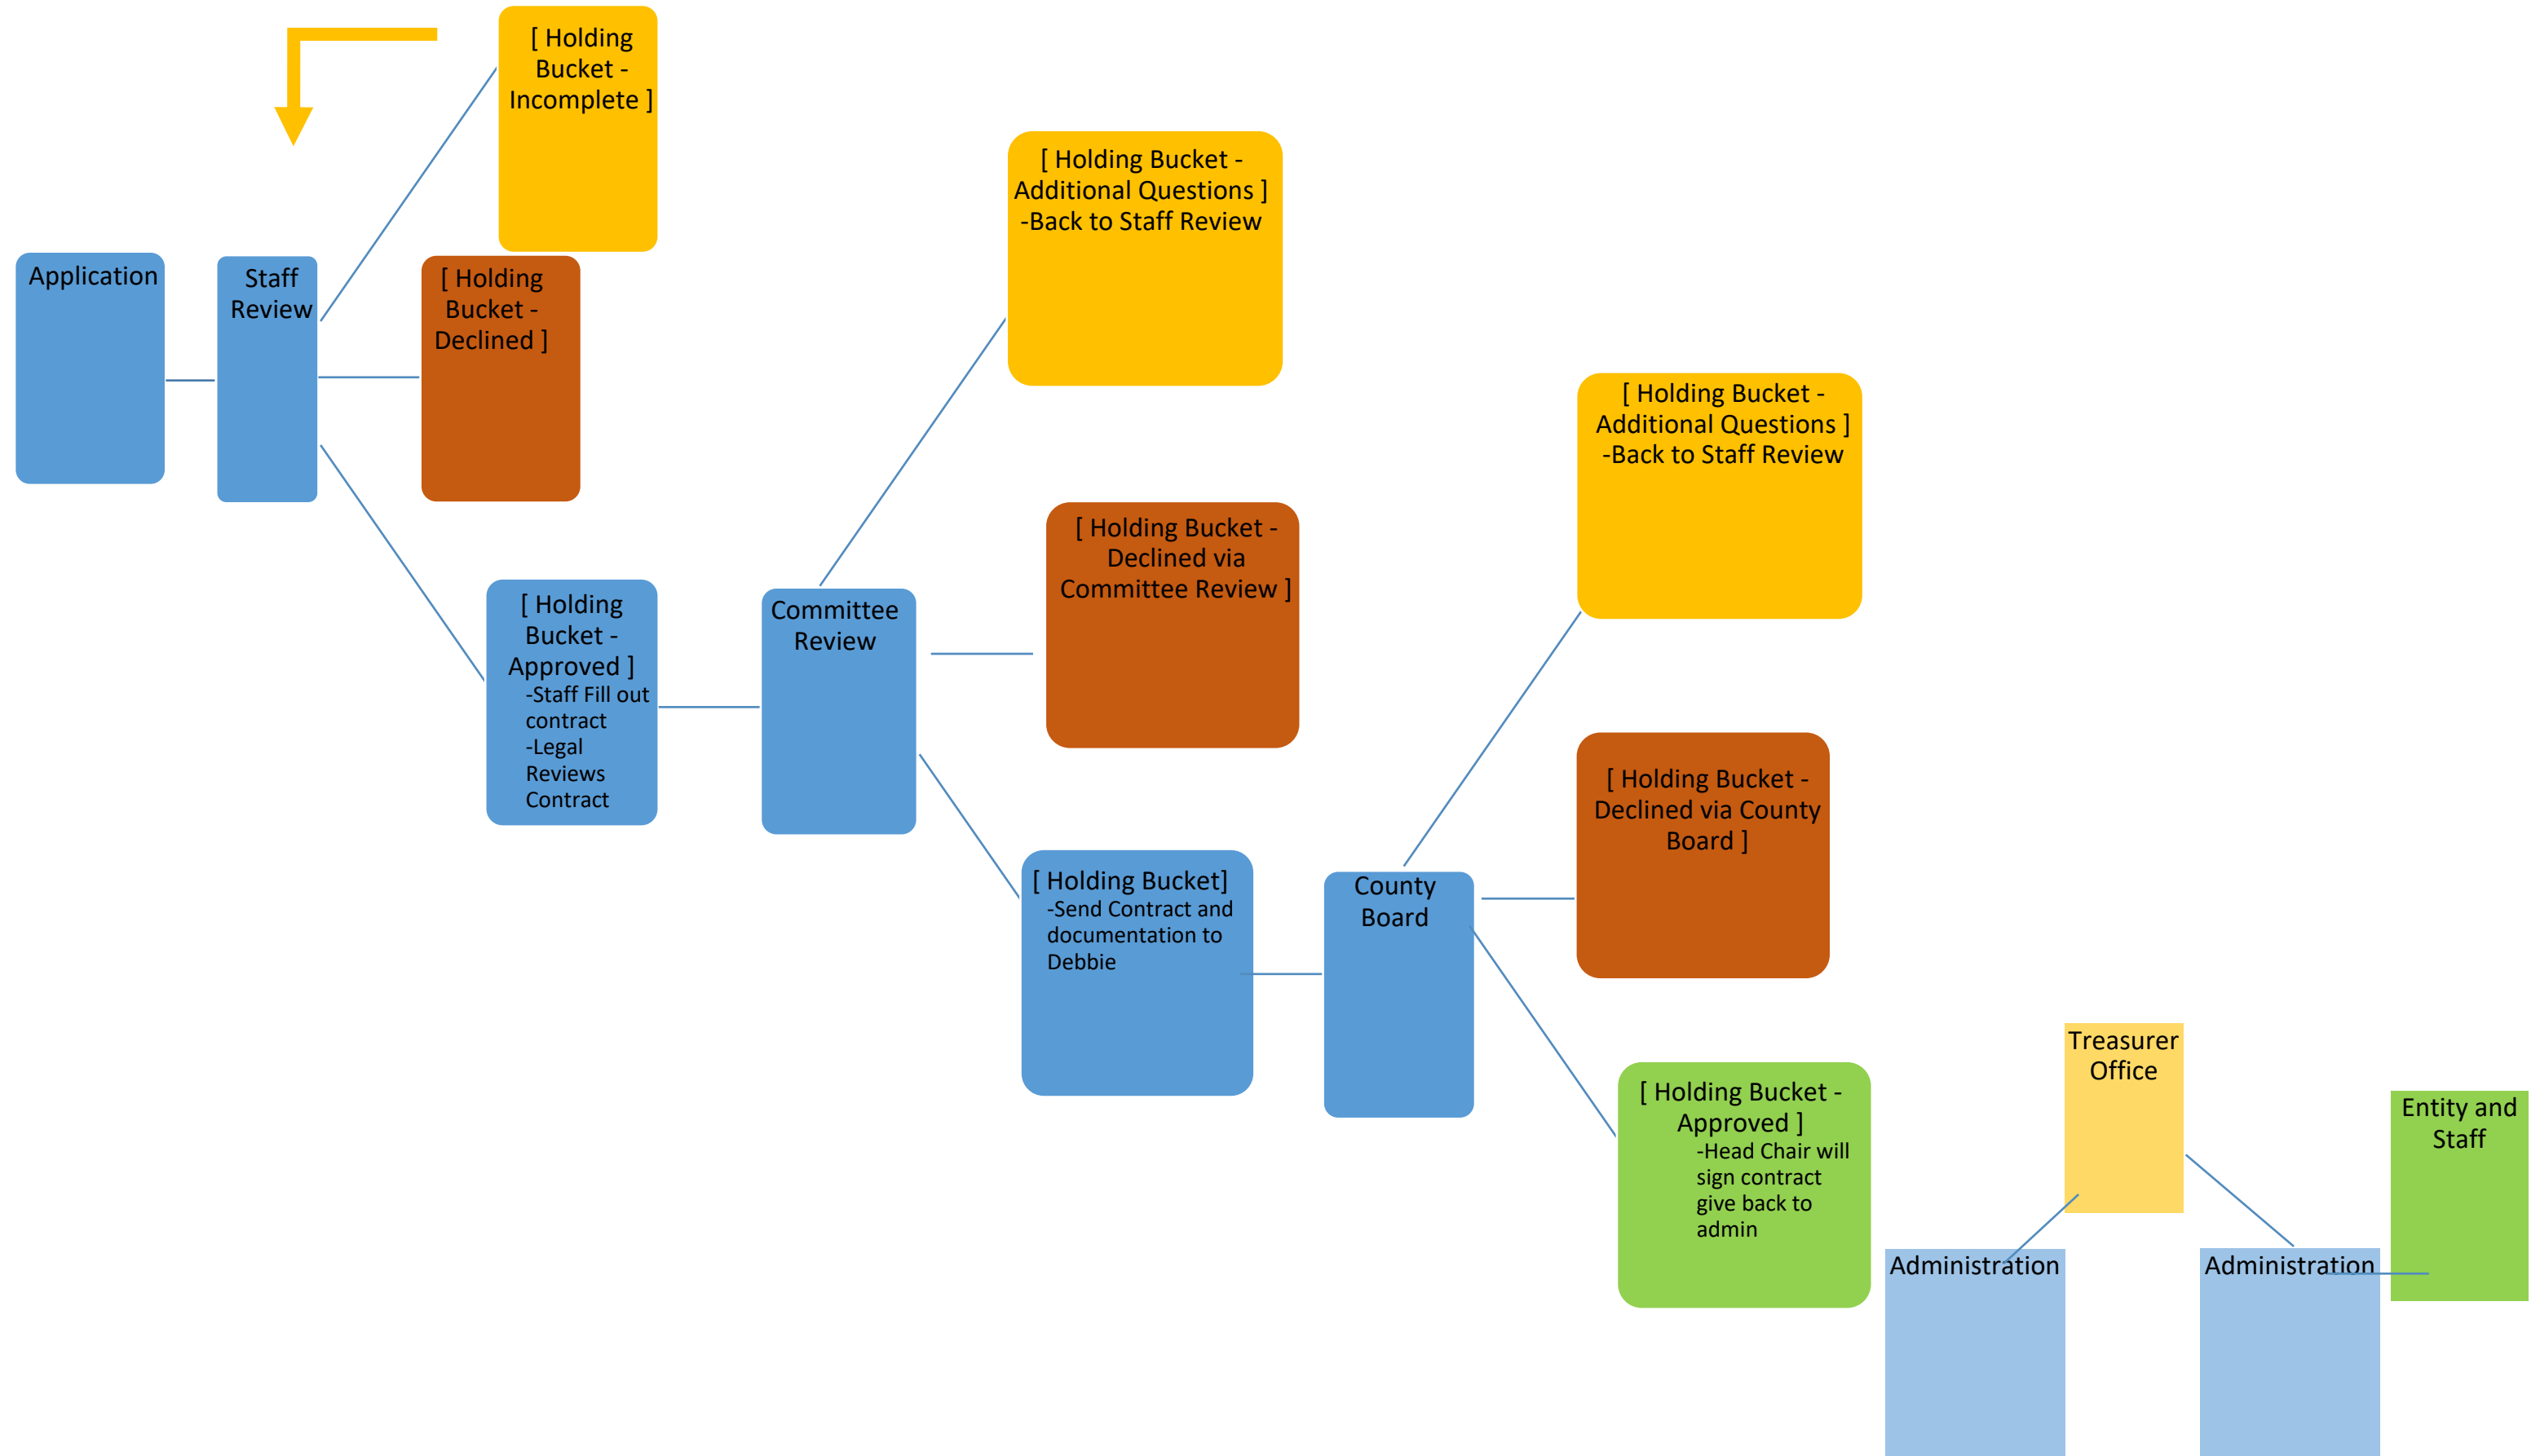 [ Holding
Bucket -
Incomplete ]
Application
Staff
Review
[ Holding
Bucket -
Declined ]
[ Holding
Bucket -
Approved ]
-Staff Fill out
contract
-Legal
Reviews
Contract
Committee
Review
[ Holding Bucket -
Additional Questions ]
-Back to Staff Review
[ Holding Bucket -
Declined via
Committee Review ]
[ Holding Bucket]
-Send Contract and
documentation to
Debbie
County
Board
[ Holding Bucket -
Additional Questions ]
-Back to Staff Review
[ Holding Bucket -
Declined via County
Board ]
[ Holding Bucket -
Approved ]
-Head Chair will
sign contract
give back to
admin
Administration
Treasurer
Office
Administration
Entity and
Staff